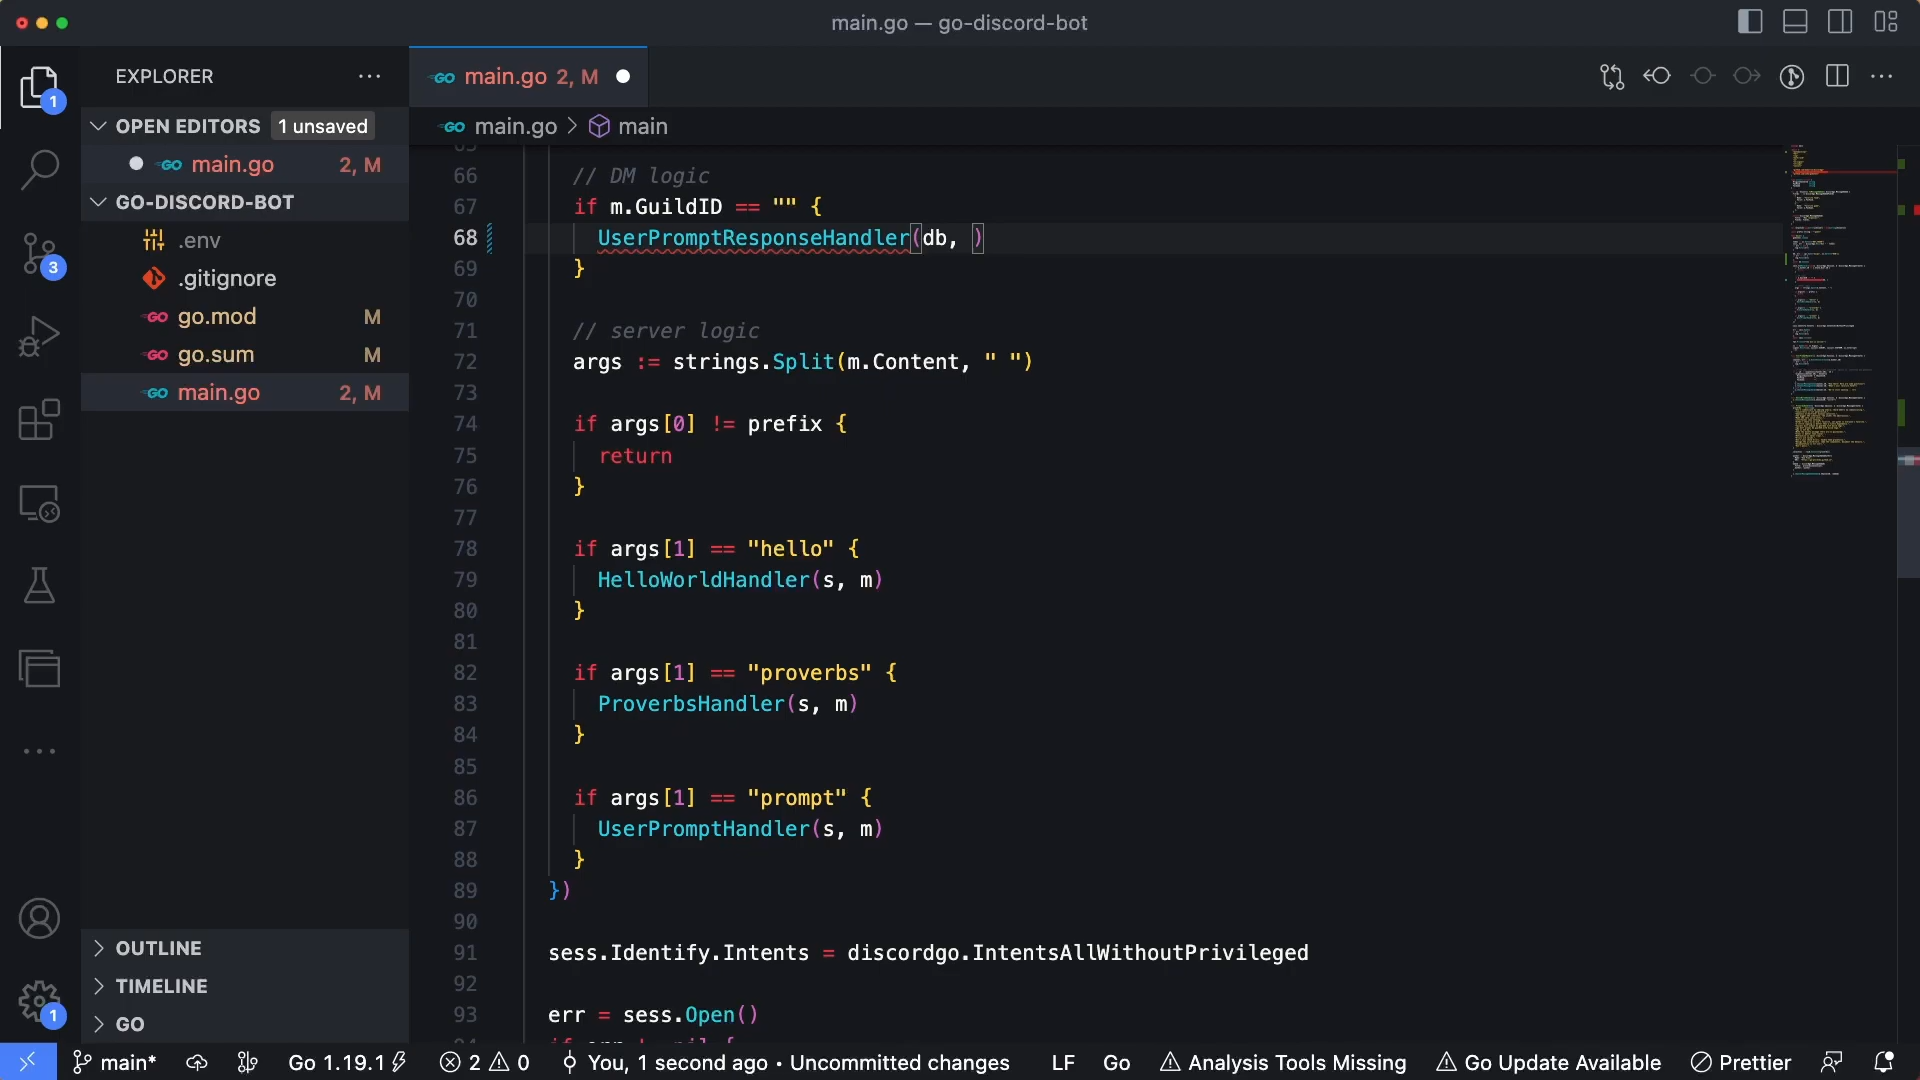 main.go — go-discord-bot
EXPLORER
main.go 2, M
1
OPEN EDITORS 1 unsaved
main.go > main
main.go 2, M
GO-DISCORD-BOT
.env
.gitignore
go.mod M
go.sum M
main.go 2, M
3
65
66 // DM logic
67 if m.GuildID == "" {
68 UserPromptResponseHandler(db, )
69 }
70
71 // server logic
72 args := strings.Split(m.Content, " ")
73
74 if args[0] != prefix {
75 return
76 }
77
78 if args[1] == "hello" {
79 HelloWorldHandler(s, m)
80 }
81
82 if args[1] == "proverbs" {
83 ProverbsHandler(s, m)
84 }
85
86 if args[1] == "prompt" {
87 UserPromptHandler(s, m)
88 }
89 })
90
91 sess.Identify.Intents = discordgo.IntentsAllWithoutPrivileged
92
93 err = sess.Open()
OUTLINE
TIMELINE
GO
1
main* Go 1.19.1 2 0 You, 1 second ago • Uncommitted changes LF Go Analysis Tools Missing Go Update Available Prettier